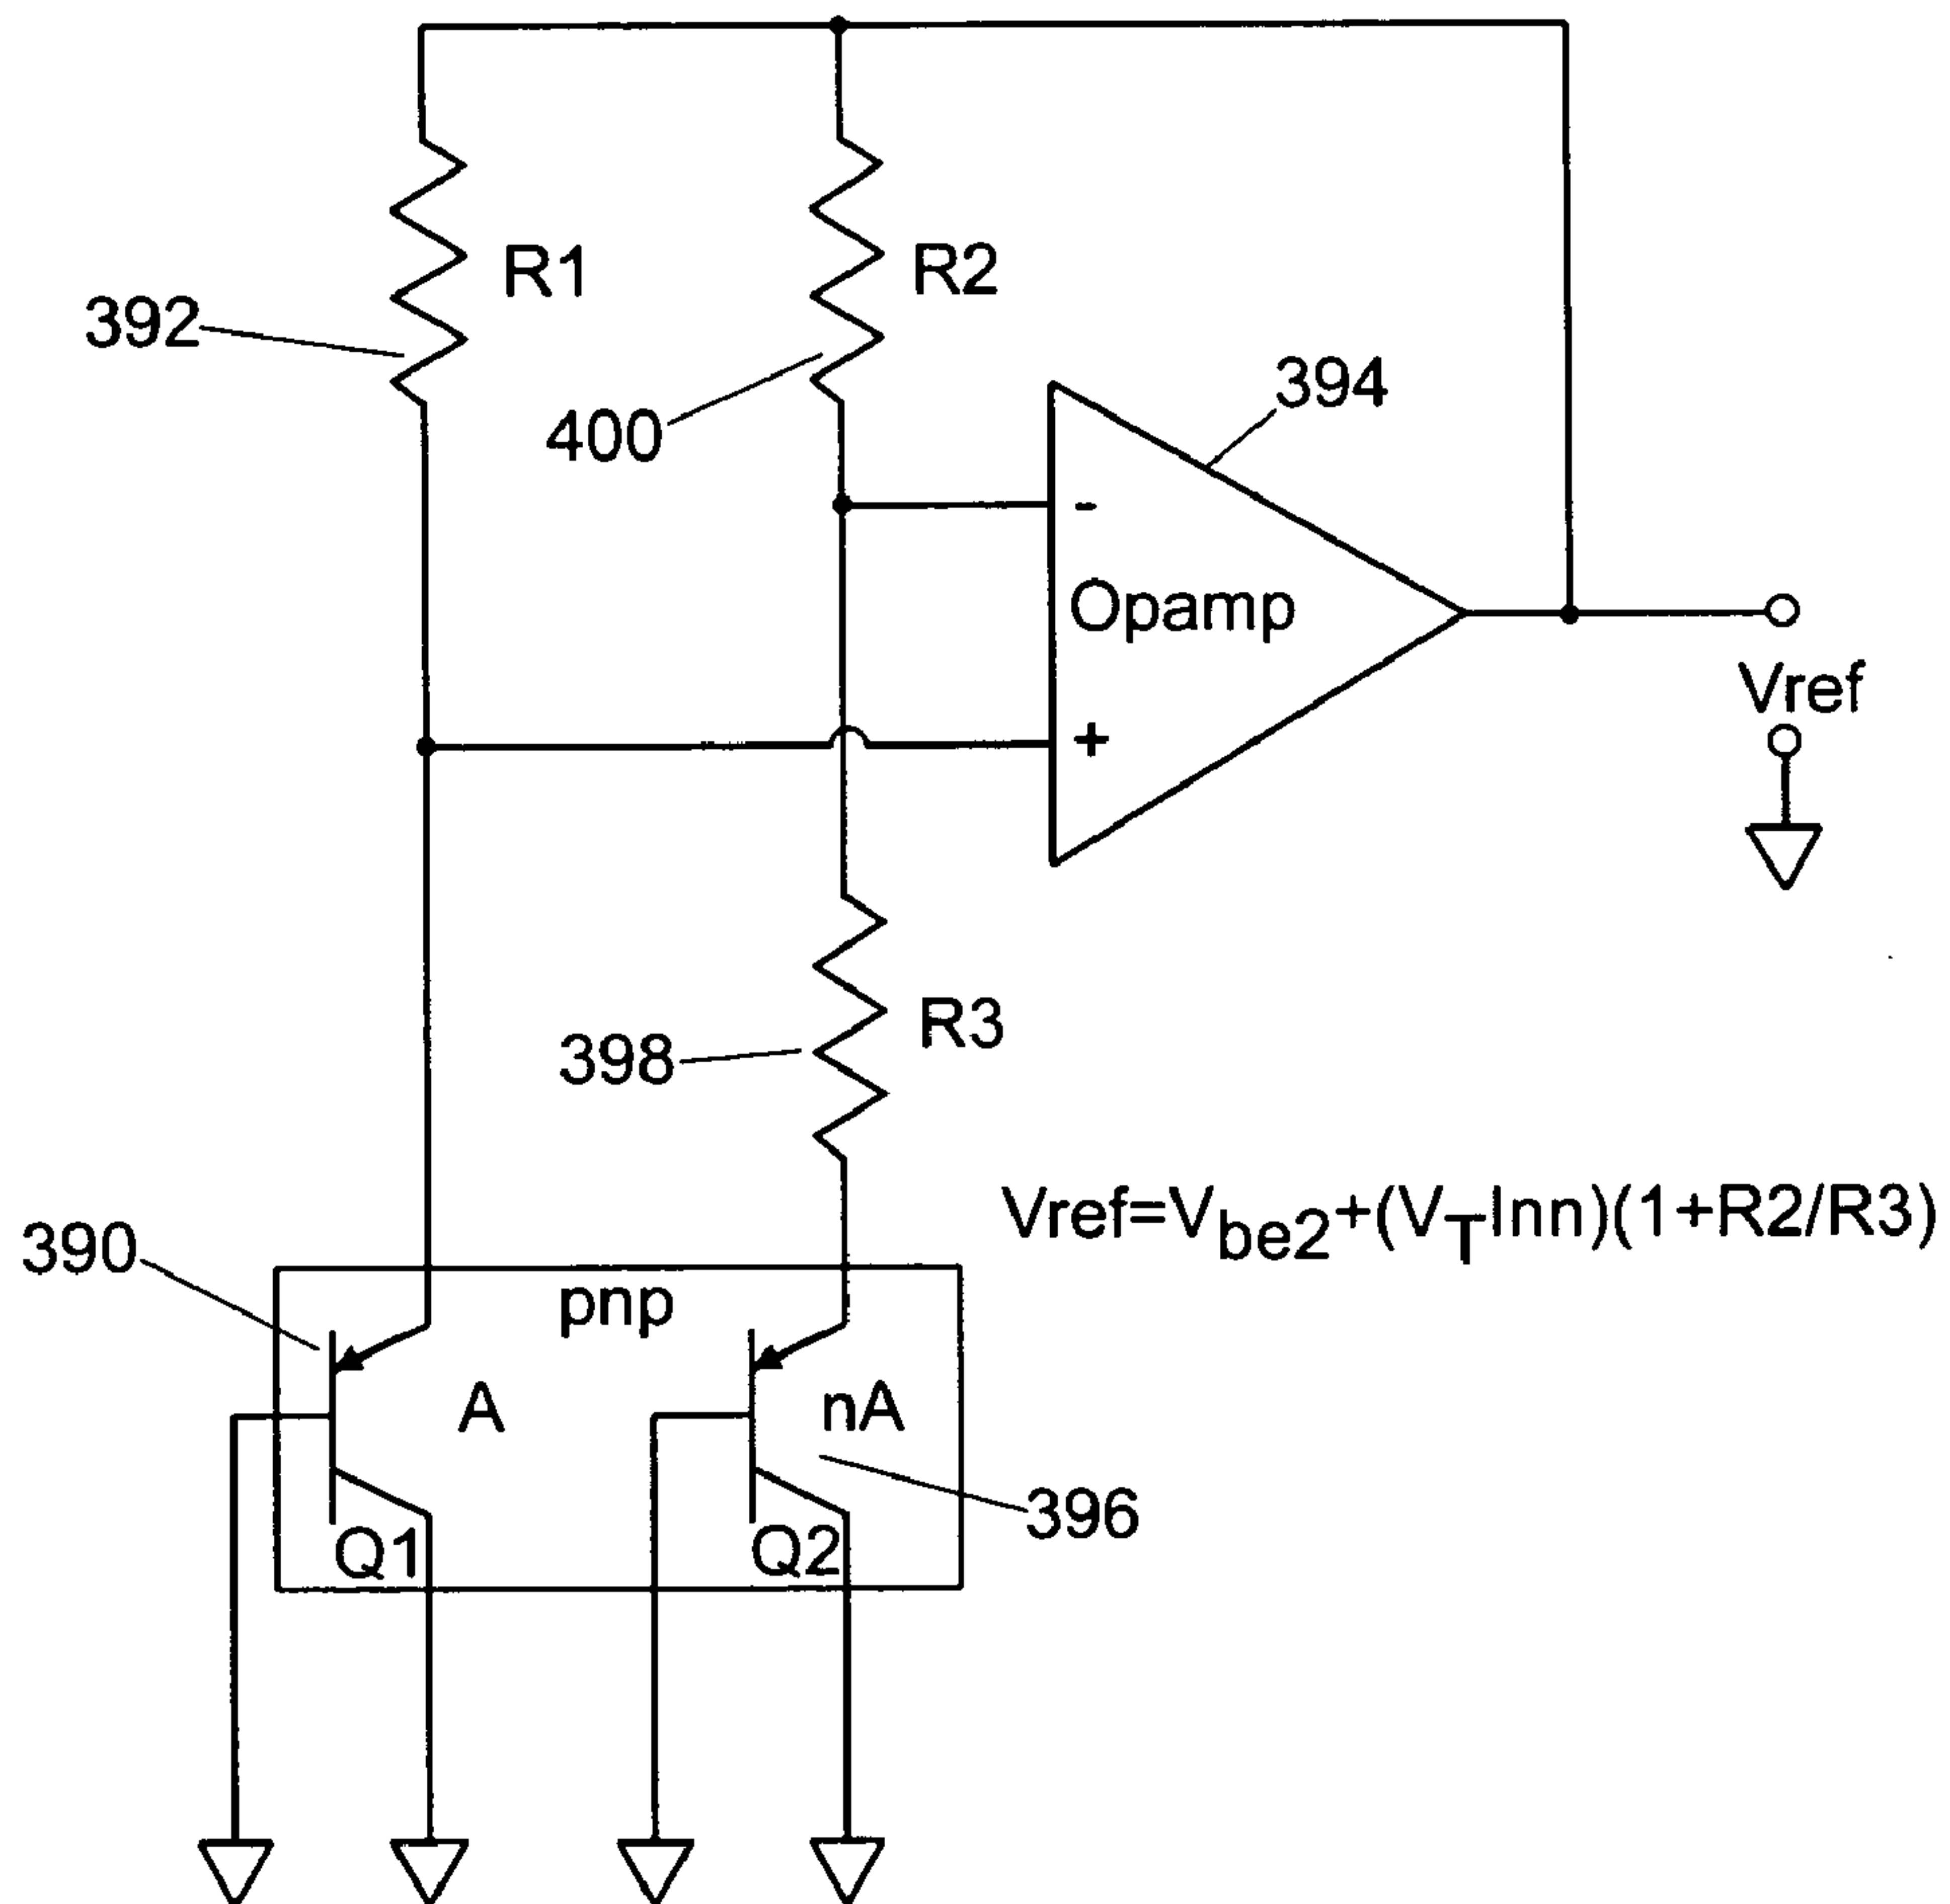 R1
R2
392
394
400
-
Opamp
Vref
+
R3
398
Vref=Vbe2+(VTlnn)(1+R2/R3)
390
pnp
A
nA
396
Q1
Q2